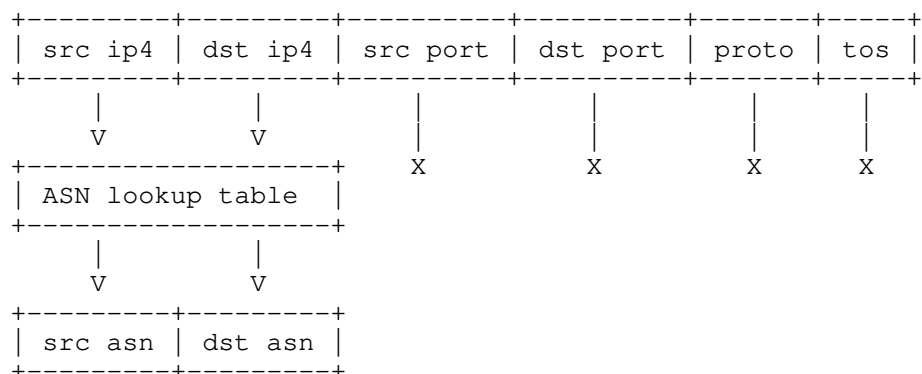 src ip4 | dst ip4 | src port | dst port | proto | tos
V V
X X X X
ASN lookup table
V V
src asn | dst asn